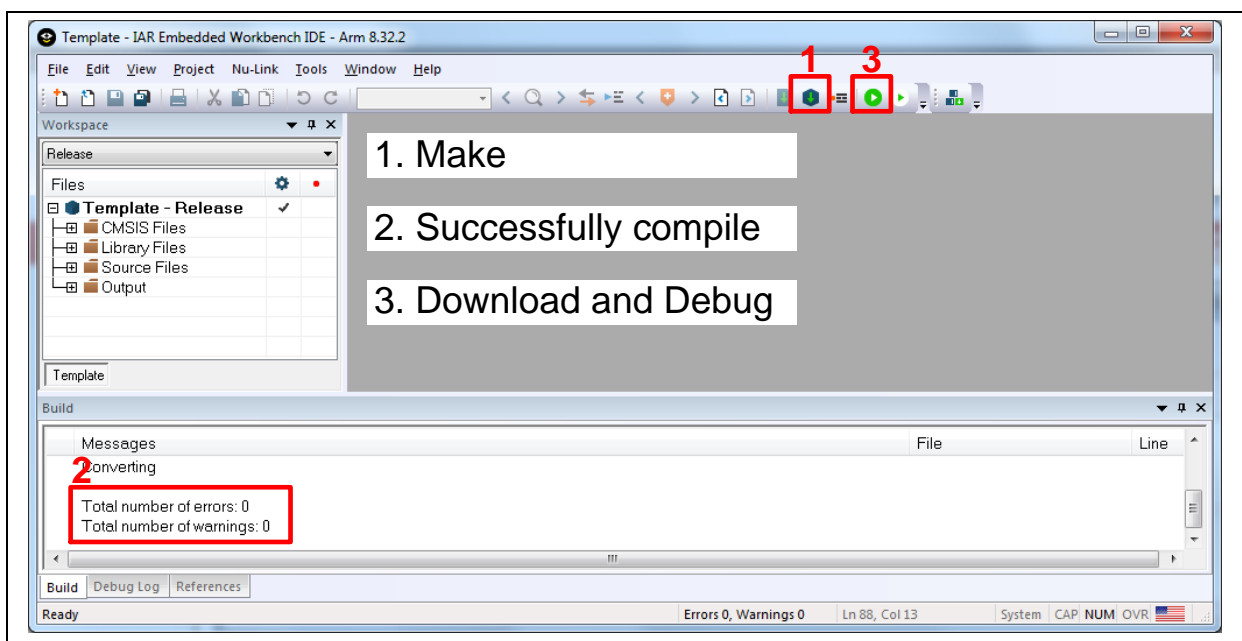 Template - IAR Embedded Workbench IDE - Arm 8.32.2
File Edit View Project Nu-Link Tools Window Help
1 3
Workspace
Release
Files
Template - Release
CMSIS Files
Library Files
Source Files
Output
Template
1. Make
2. Successfully compile
3. Download and Debug
Build
Messages File Line
Converting
2
Total number of errors: 0
Total number of warnings: 0
Build Debug Log References
Ready Errors 0, Warnings 0 Ln 88, Col 13 System CAP NUM OVR